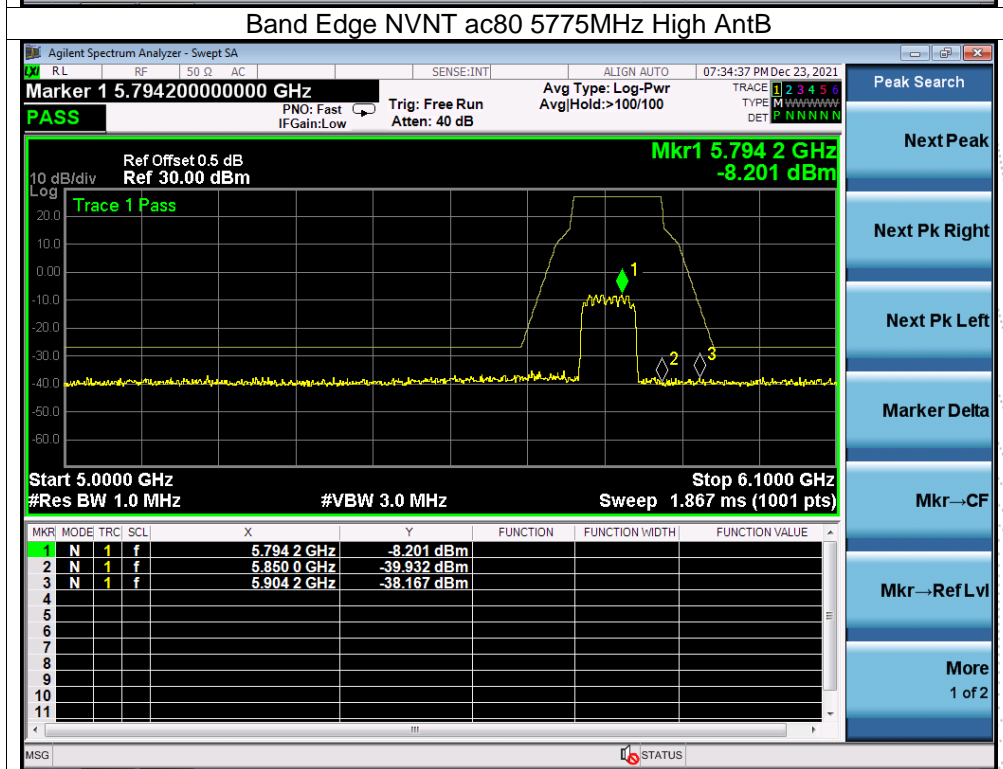 Band Edge NVNT ac80 5775MHz High AntB
Agilent Spectrum Analyzer - Swept SA
LXI RL RF 50 Ω AC SENSE:INT ALIGN AUTO 07:34:37 PM Dec 23, 2021
Marker 1 5.794200000000 GHz
PASS
PNO: Fast
IFGain:Low
Trig: Free Run
Atten: 40 dB
Avg Type: Log-Pwr
Avg|Hold:>100/100
TRACE 1 2 3 4 5 6
TYPE M WWWWW
DET P N N N N N
Ref Offset 0.5 dB
Ref 30.00 dBm
10 dB/div
Log
Mkr1 5.794 2 GHz
-8.201 dBm
Trace 1 Pass
20.0
10.0
0.00
-10.0
-20.0
-30.0
-40.0
-50.0
-60.0
1
2
3
Start 5.0000 GHz
#Res BW 1.0 MHz
#VBW 3.0 MHz
Stop 6.1000 GHz
Sweep 1.867 ms (1001 pts)
MKR MODE TRC SCL X Y FUNCTION FUNCTION WIDTH FUNCTION VALUE
1 N 1 f 5.794 2 GHz -8.201 dBm
2 N 1 f 5.850 0 GHz -39.932 dBm
3 N 1 f 5.904 2 GHz -38.167 dBm
4
5
6
7
8
9
10
11
MSG STATUS
Peak Search
Next Peak
Next Pk Right
Next Pk Left
Marker Delta
Mkr→CF
Mkr→Ref Lvl
More
1 of 2